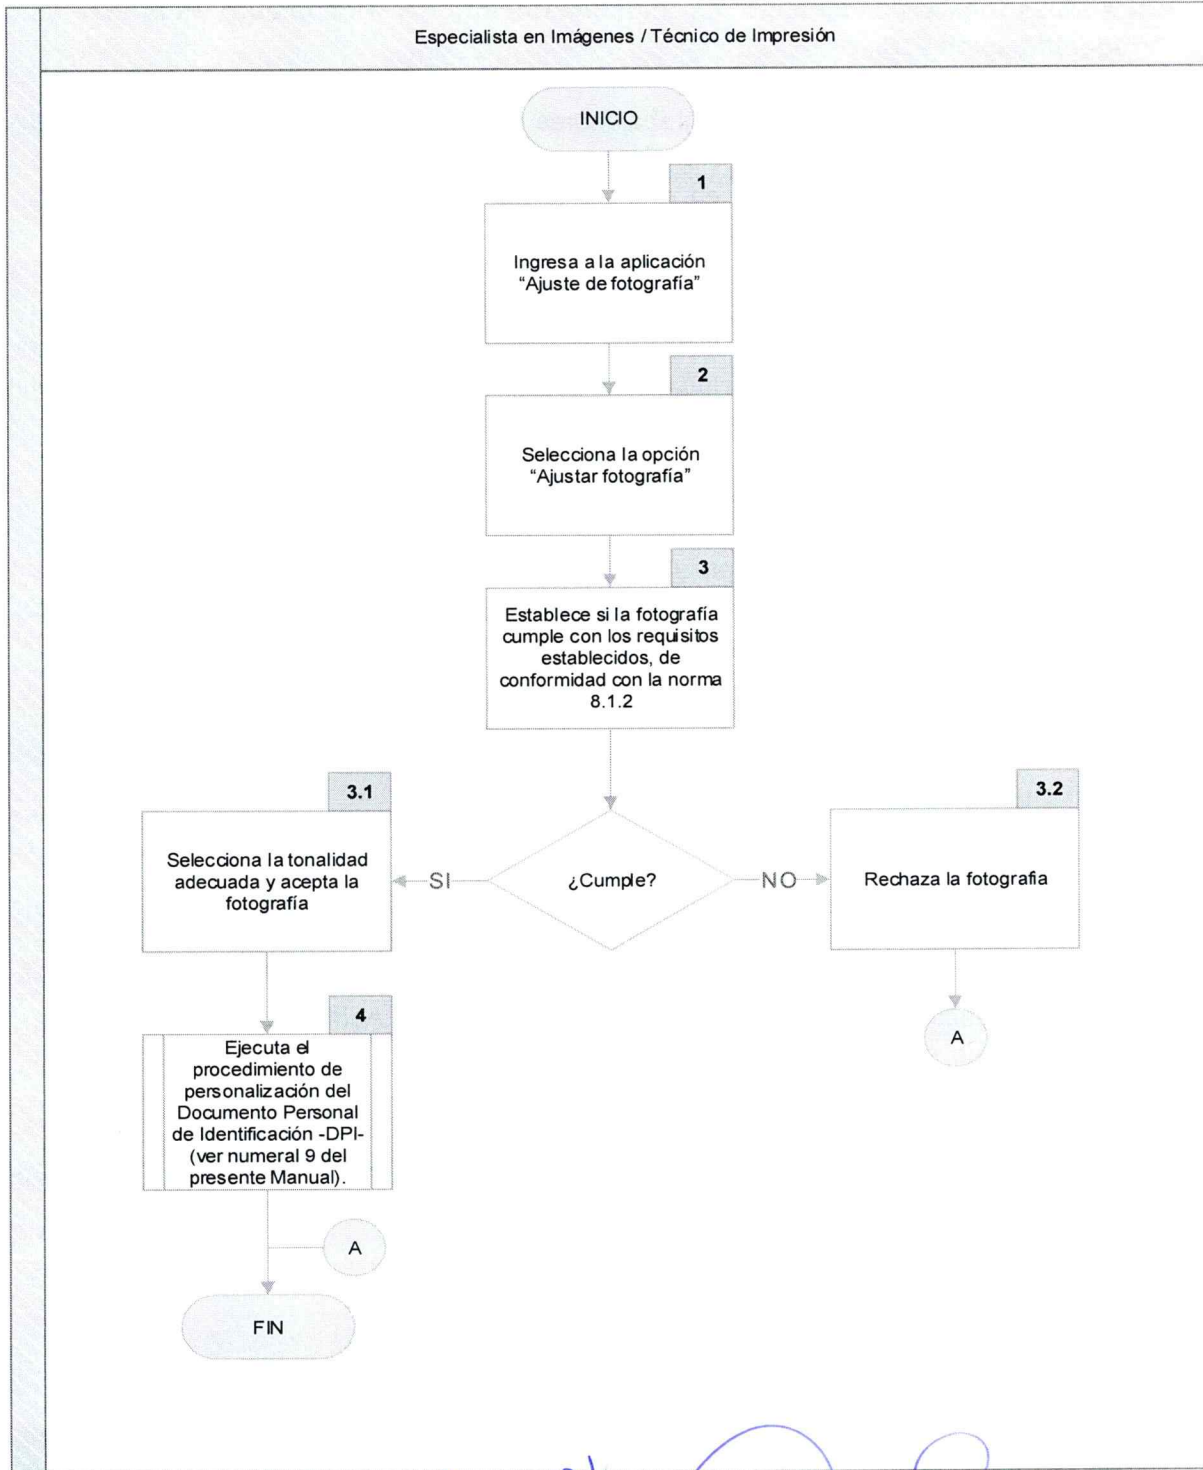 Especialista en Imágenes / Técnico de Impresión
INICIO
1
Ingresa a la aplicación
“Ajuste de fotografía”
2
Selecciona la opción
“Ajustar fotografía”
3
Establece si la fotografía
cumple con los requisitos
establecidos, de
conformidad con la norma
8.1.2
¿Cumple?
SI
3.1
Selecciona la tonalidad
adecuada y acepta la
fotografía
NO
3.2
Rechaza la fotografia
A
4
Ejecuta el
procedimiento de
personalización del
Documento Personal
de Identificación -DPI-
(ver numeral 9 del
presente Manual).
A
FIN